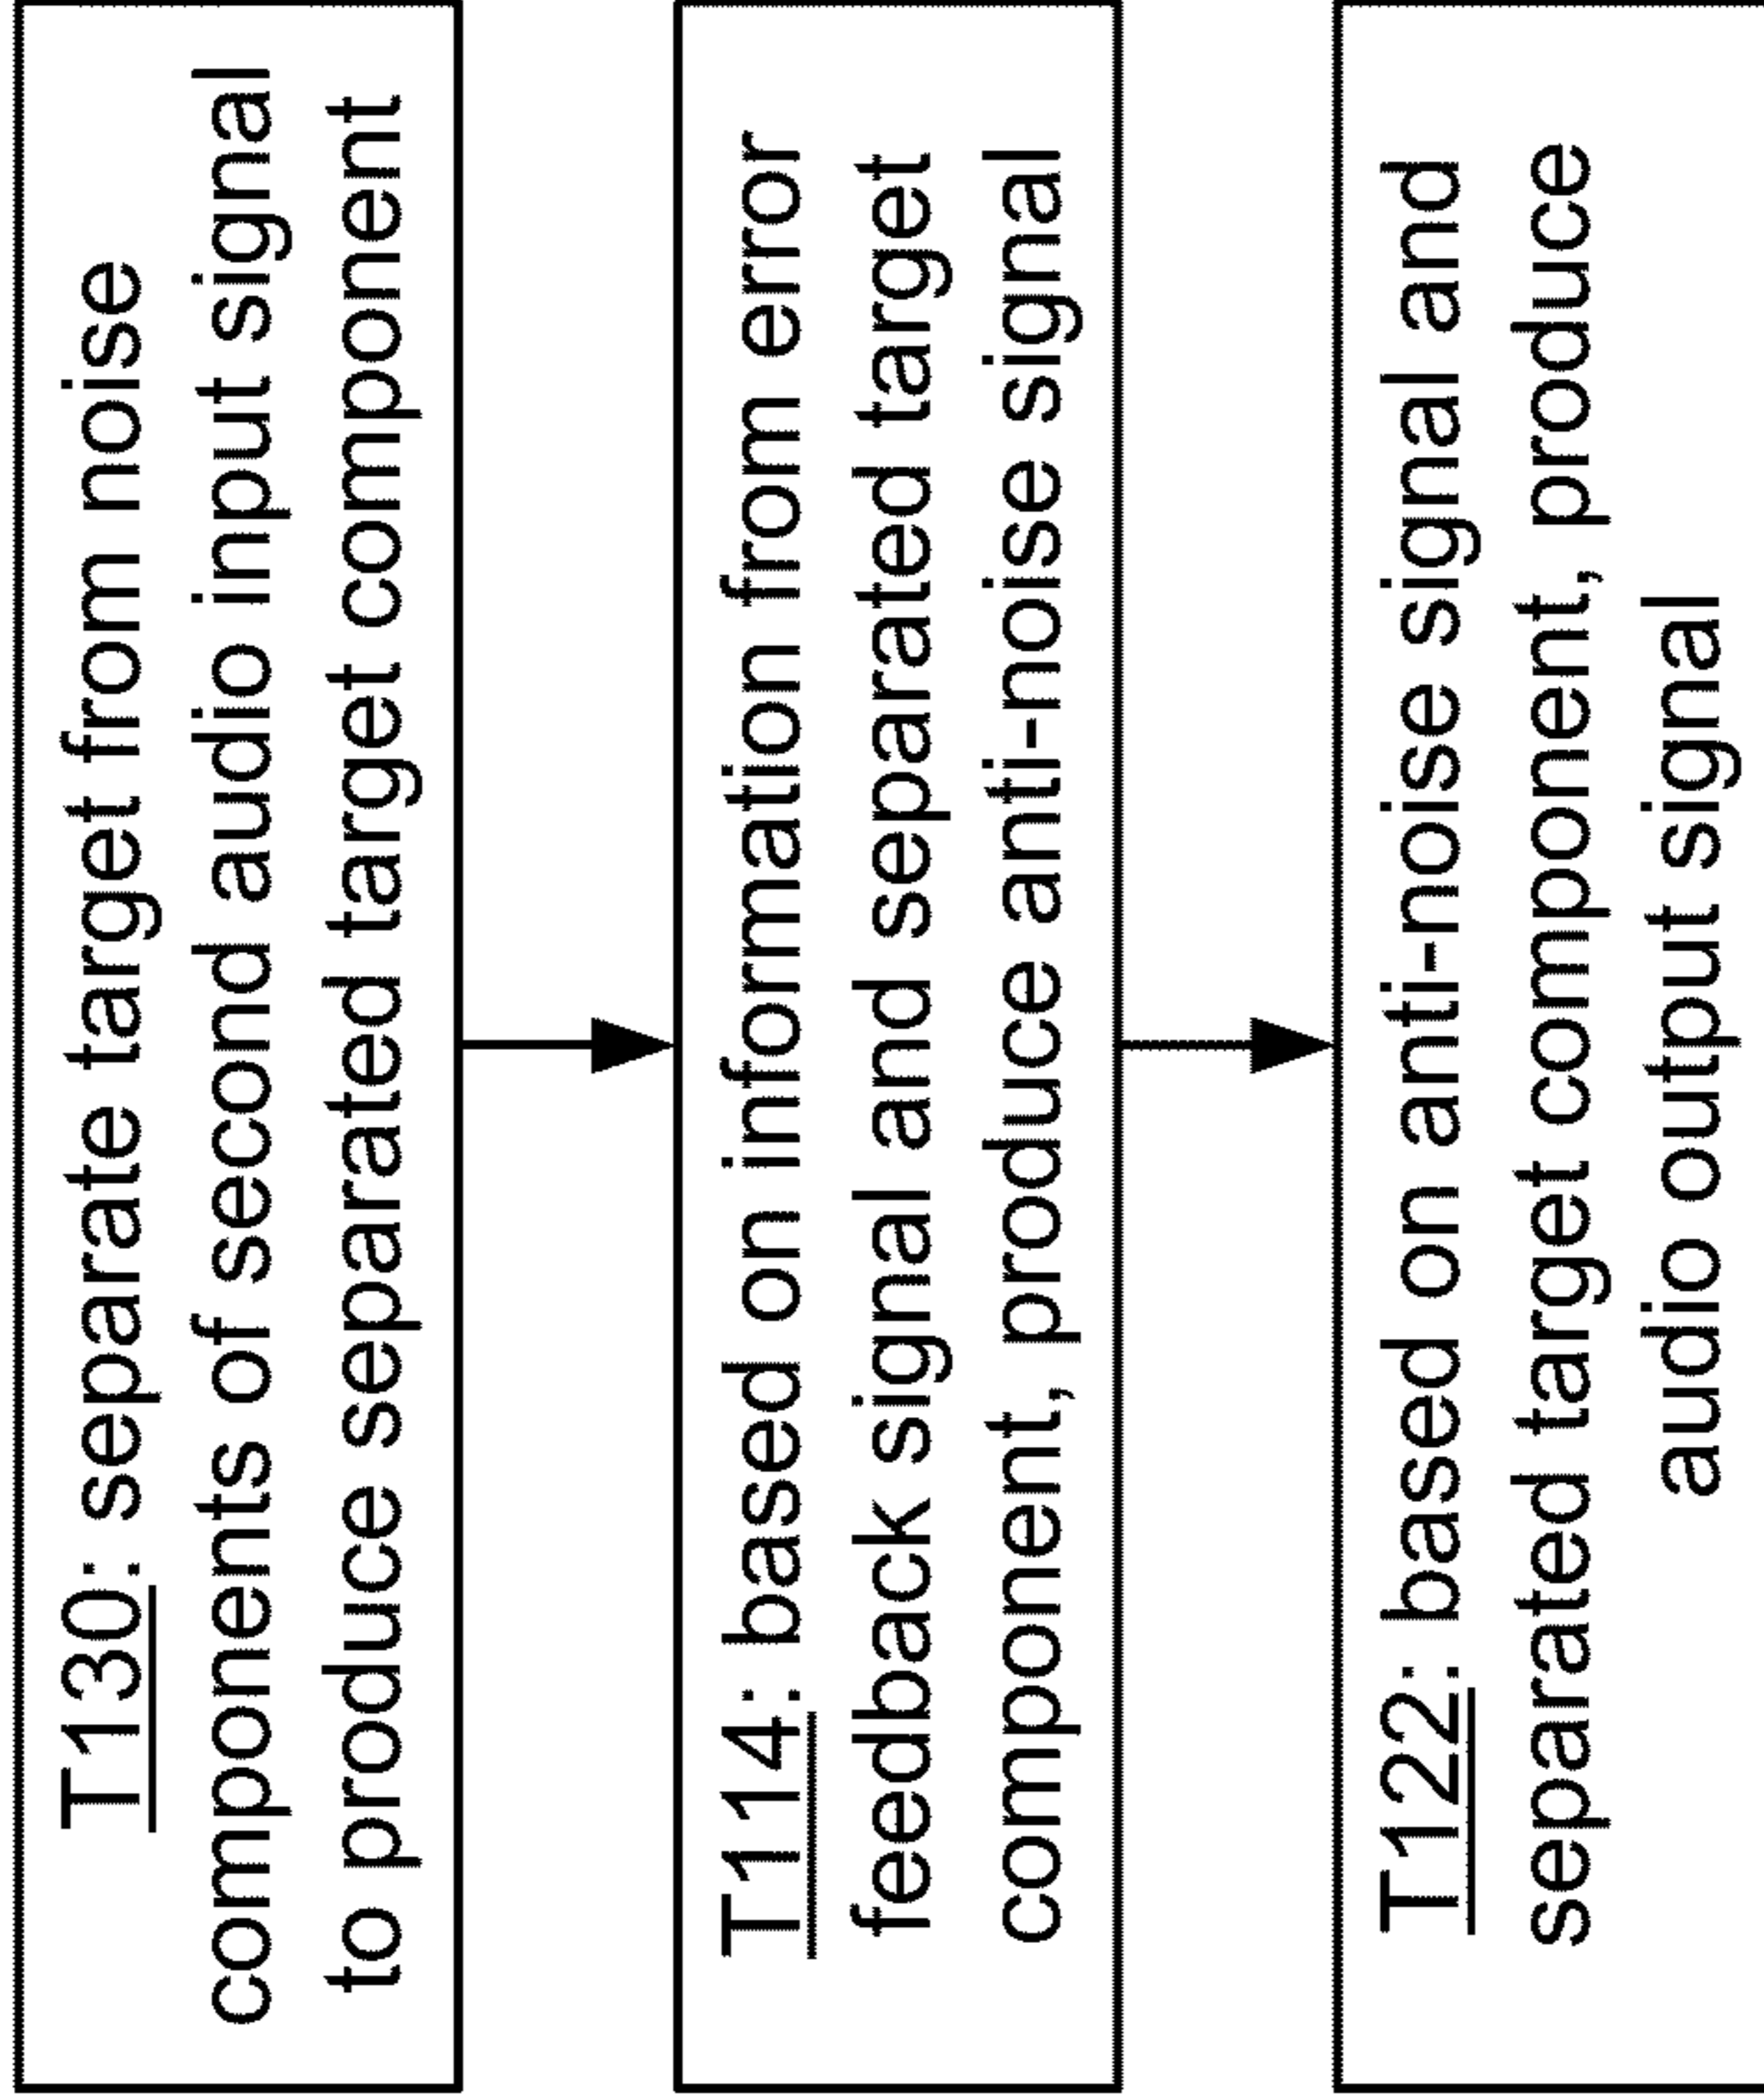 T130: separate target from noise
components of second audio input signal
to produce separated target component
T114: based on information from error
feedback signal and separated target
component, produce anti-noise signal
T122: based on anti-noise signal and
separated target component, produce
audio output signal